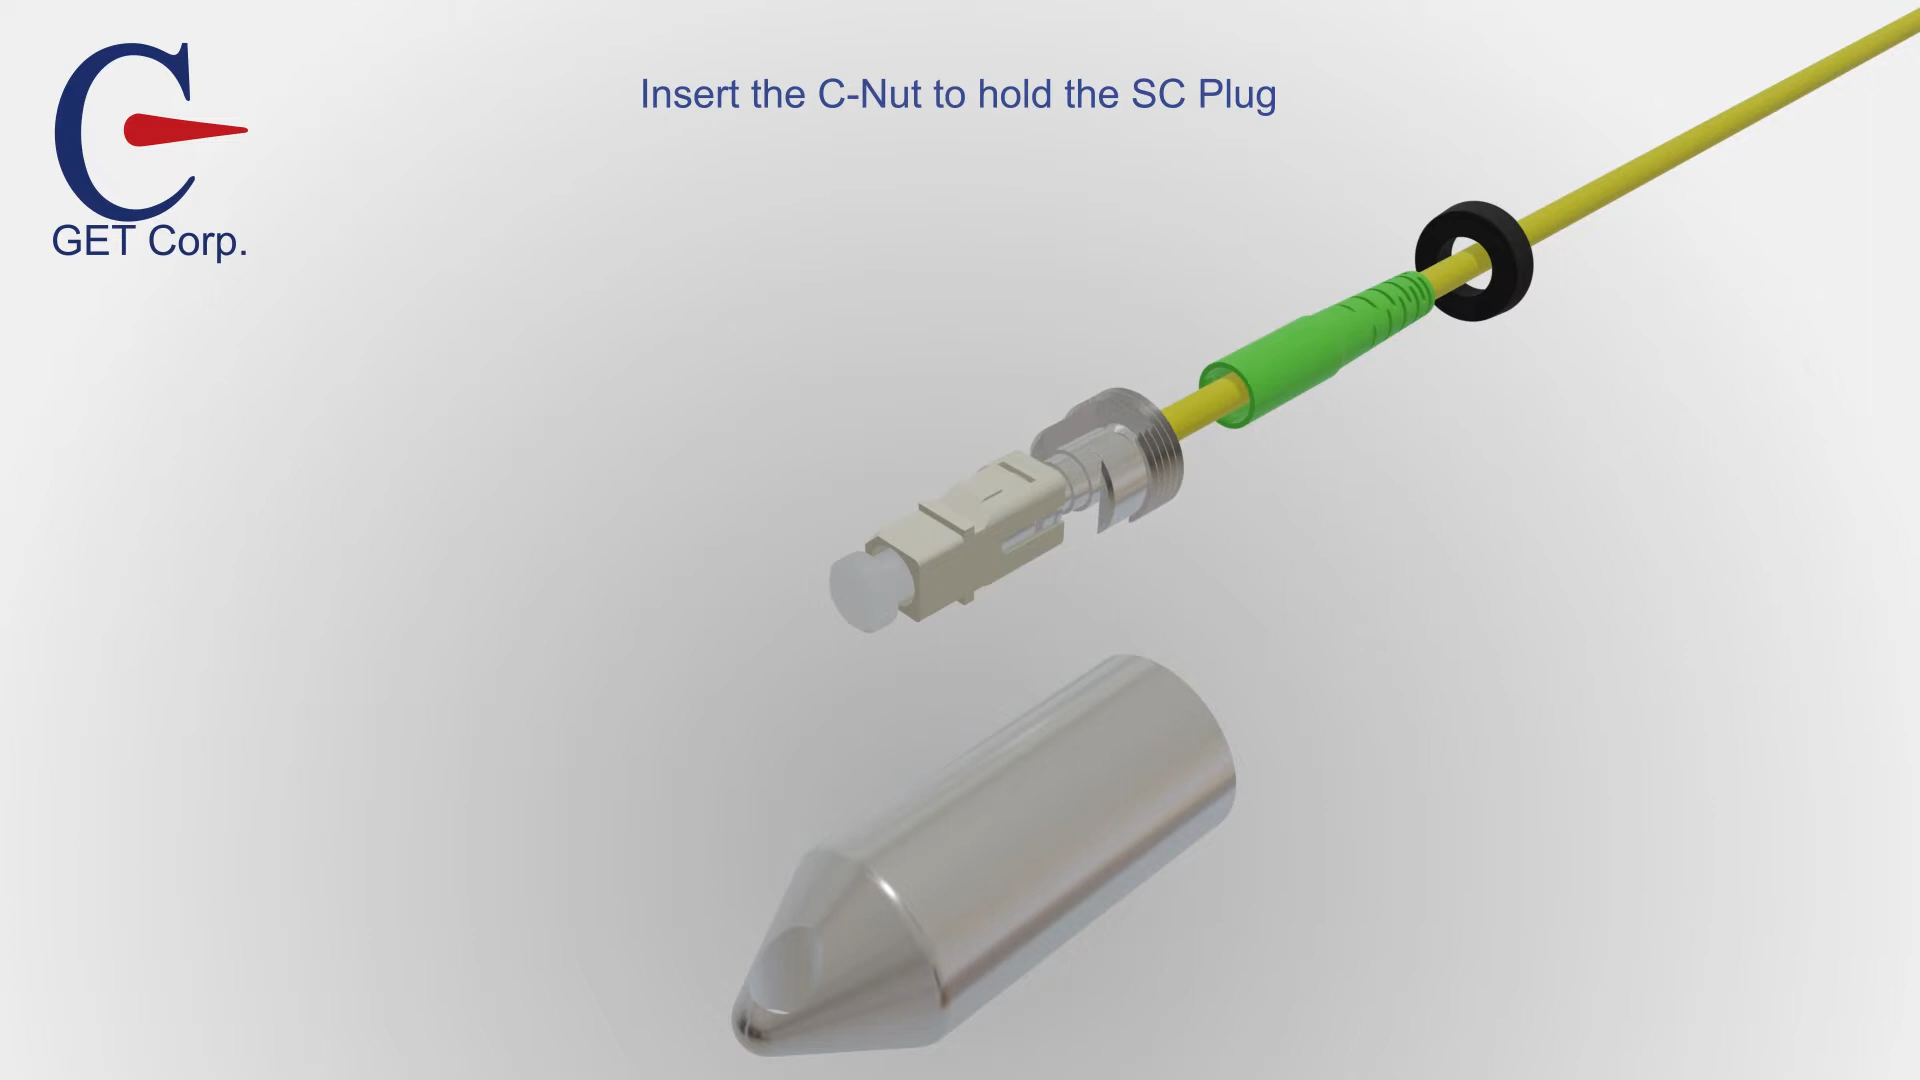 Insert the C-Nut to hold the SC Plug
GET Corp.